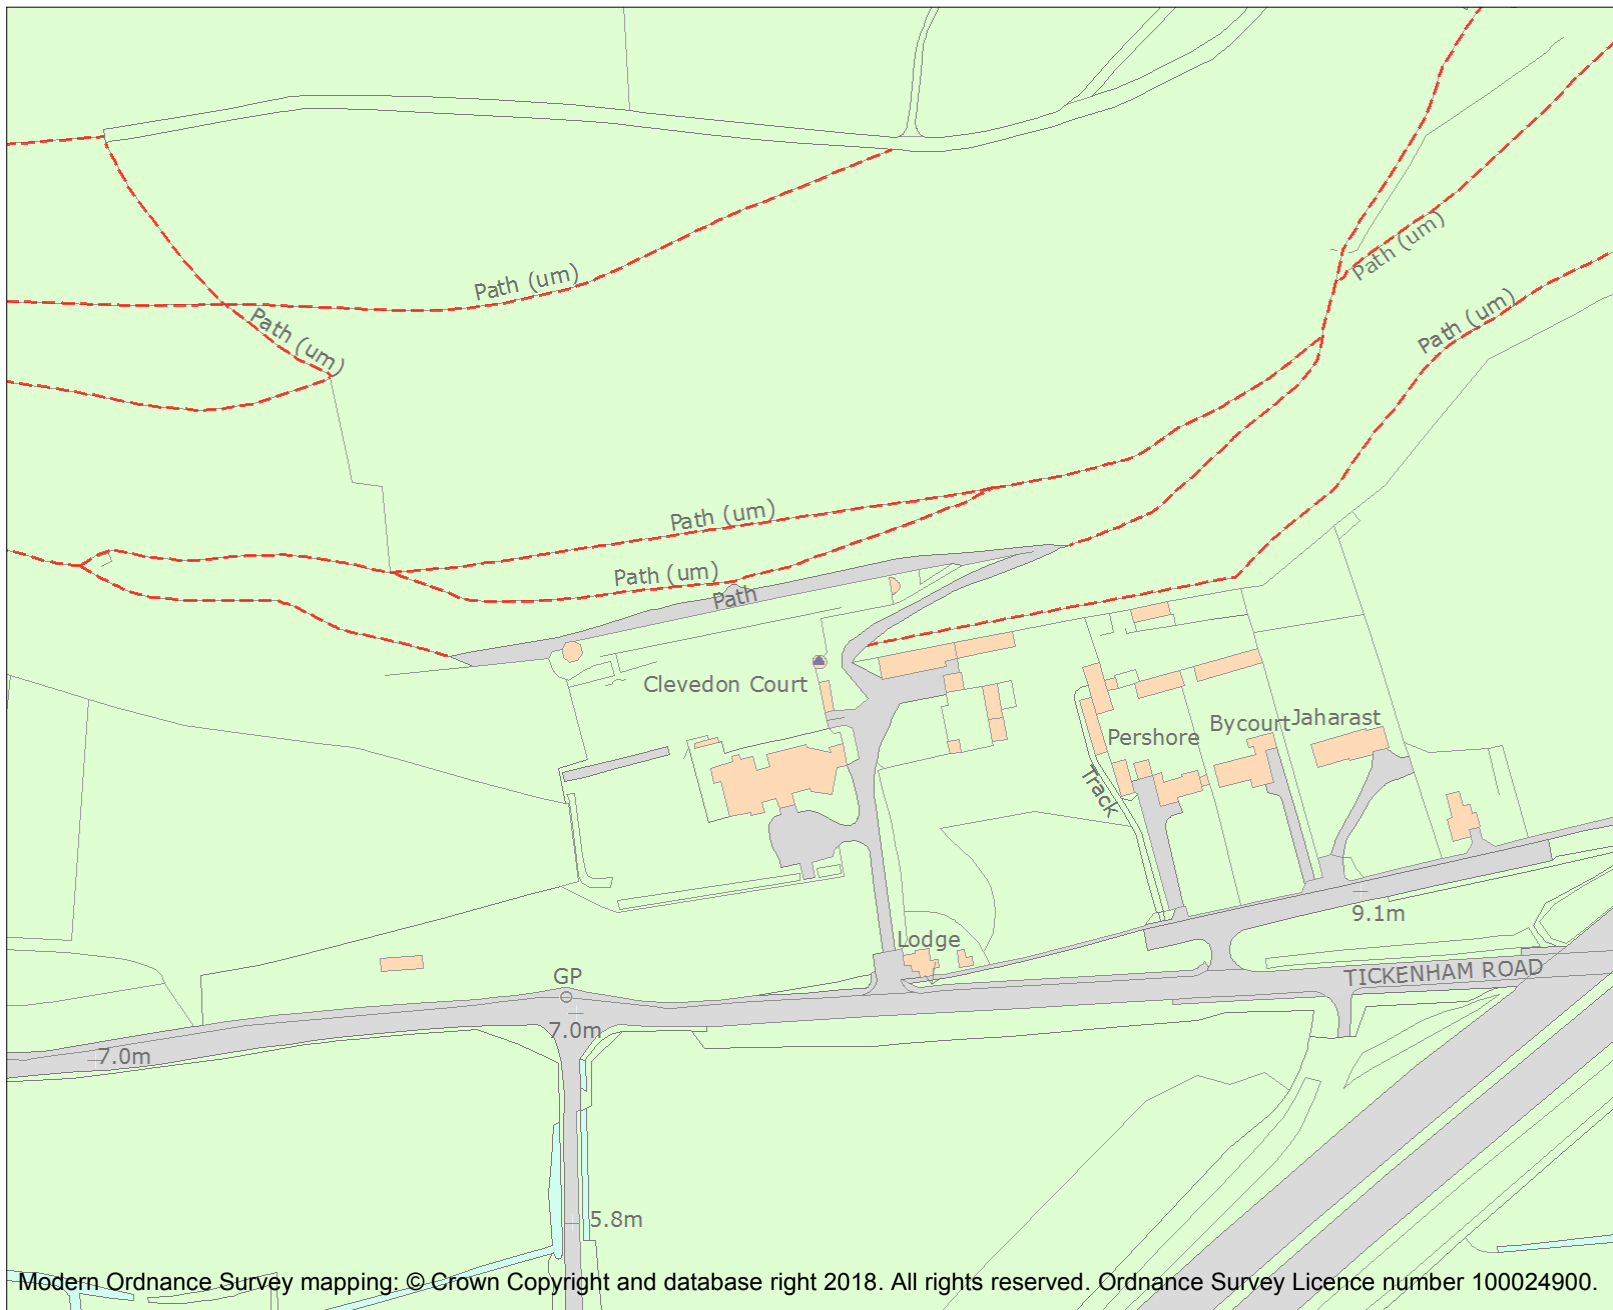 Path (um)
Path (um)
Path (um)
Path (um)
Path (um)
Path (um)
Path
Clevedon Court
Pershore
Bycourt
Jaharast
Track
9.1m
Lodge
GP
TICKENHAM ROAD
7.0m
7.0m
5.8m
Modern Ordnance Survey mapping: © Crown Copyright and database right 2018. All rights reserved. Ordnance Survey Licence number 100024900.